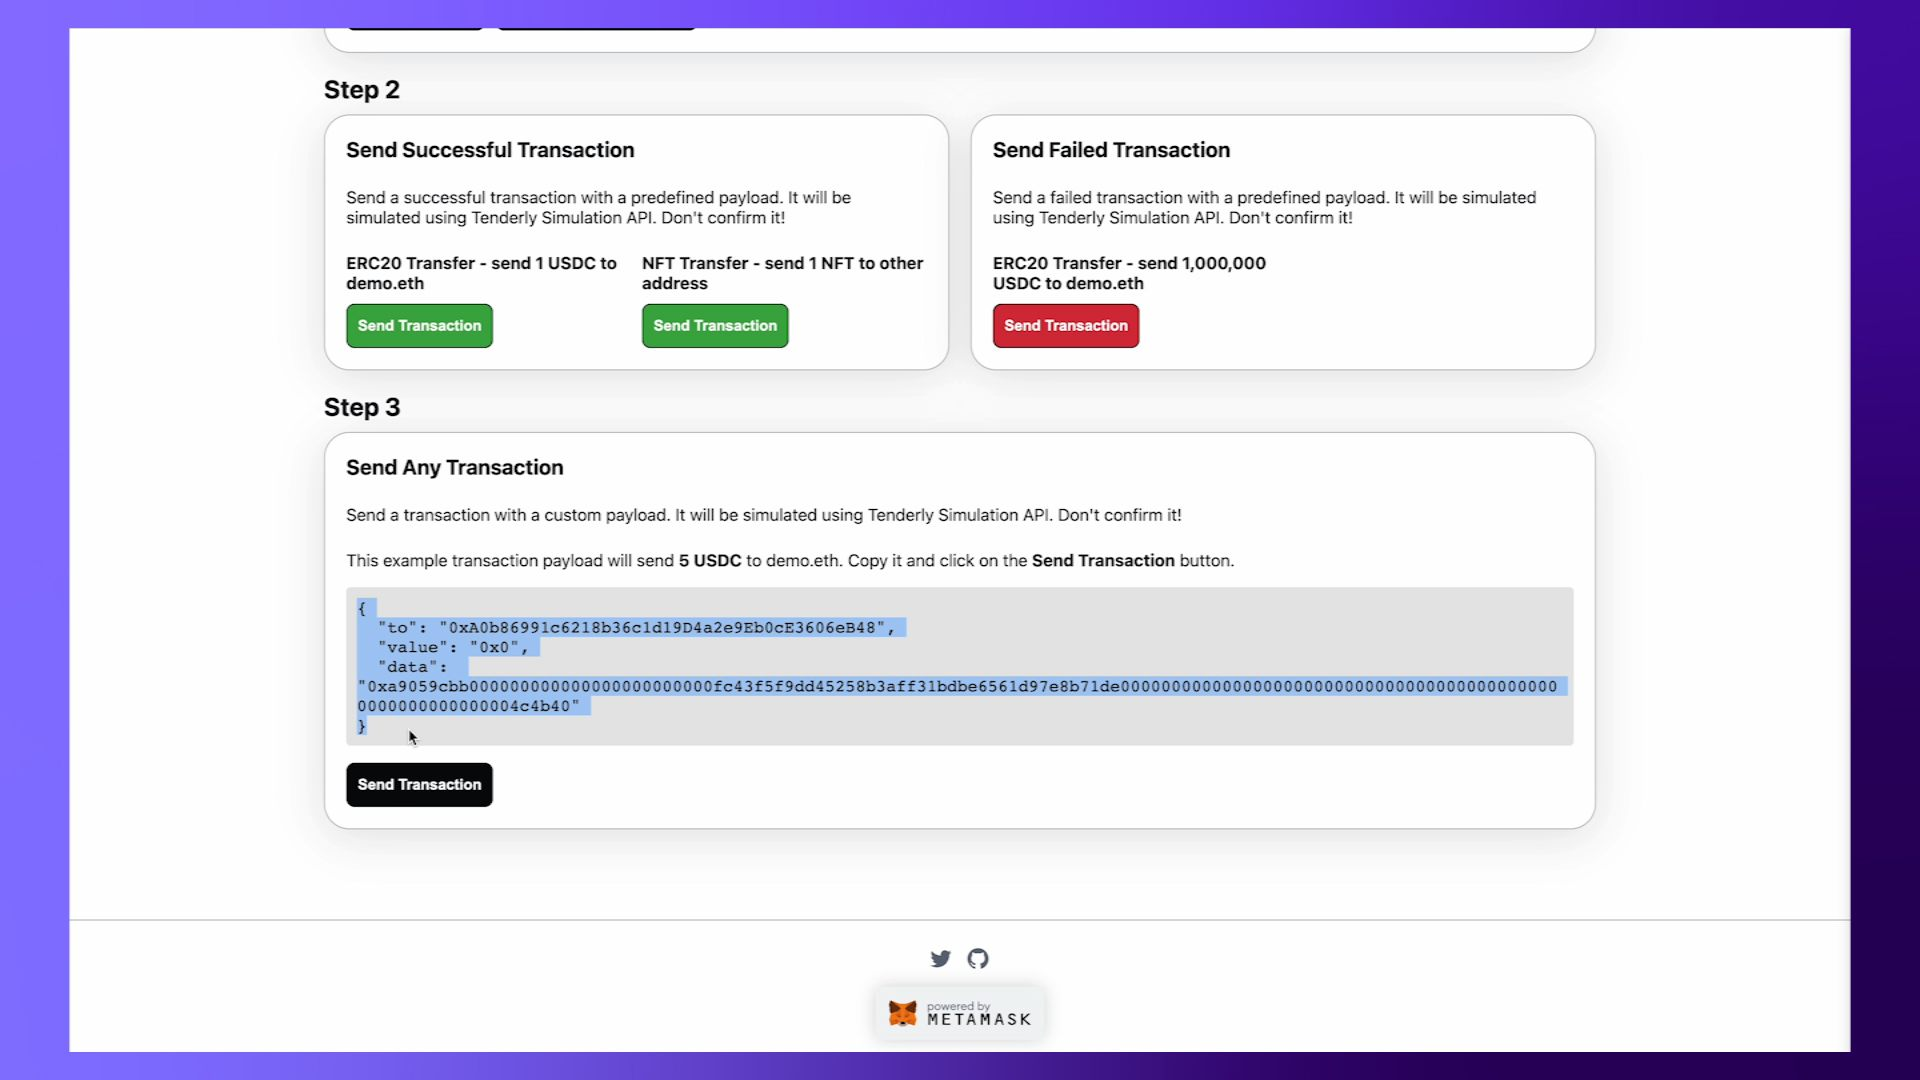 Step 2
Send Successful Transaction
Send a successful transaction with a predefined payload. It will be
simulated using Tenderly Simulation API. Don't confirm it!
ERC20 Transfer - send 1 USDC to
demo.eth
Send Transaction
NFT Transfer - send 1 NFT to other
address
Send Transaction
Send Failed Transaction
Send a failed transaction with a predefined payload. It will be simulated
using Tenderly Simulation API. Don't confirm it!
ERC20 Transfer - send 1,000,000
USDC to demo.eth
Send Transaction
Step 3
Send Any Transaction
Send a transaction with a custom payload. It will be simulated using Tenderly Simulation API. Don't confirm it!
This example transaction payload will send 5 USDC to demo.eth. Copy it and click on the Send Transaction button.
{
"to": "0xA0b86991c6218b36c1d19D4a2e9Eb0cE3606eB48",
"value": "0x0",
"data":
"0xa9059cbb000000000000000000000000fc43f5f9dd45258b3aff31bdbe6561d97e8b71de0000000000000000000000000000000000000000000
000000000000004c4b40"
}
Send Transaction
powered by
METAMASK